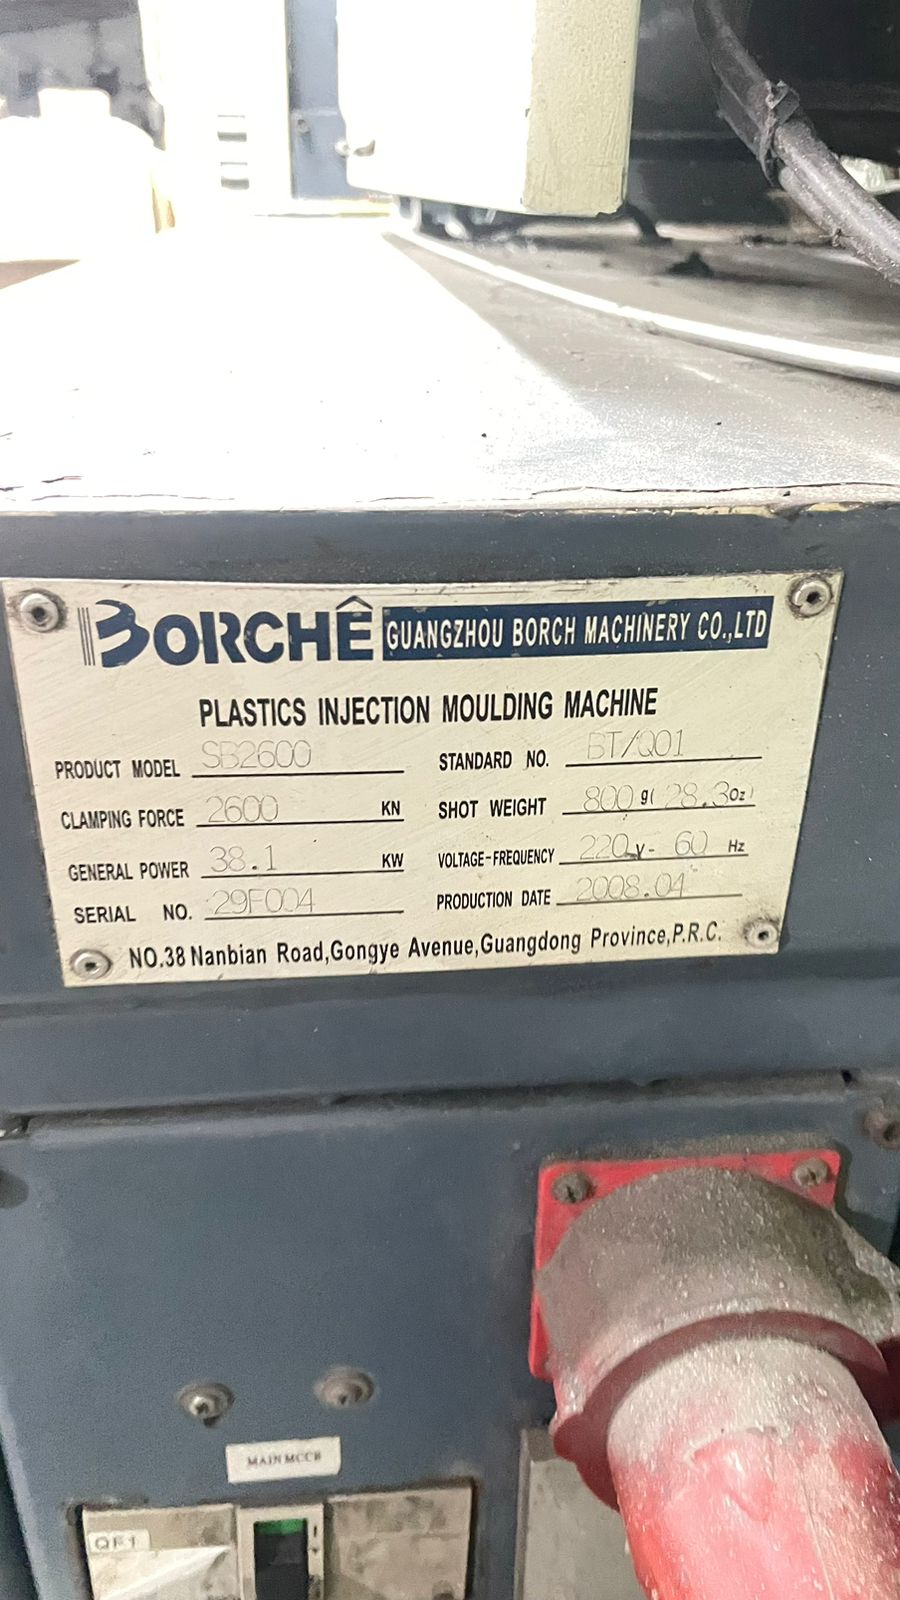 BORCHÊ GUANGZHOU BORCH MACHINERY CO.,LTD
PLASTICS INJECTION MOULDING MACHINE
PRODUCT MODEL SB2600 STANDARD NO. BT/Q01
CLAMPING FORCE 2600 KN SHOT WEIGHT 800 g( 28.3 Oz)
GENERAL POWER 38.1 KW VOLTAGE-FREQUENCY 220 V- 60 Hz
SERIAL NO. 29F004 PRODUCTION DATE 2008.04
NO.38 Nanbian Road,Gongye Avenue,Guangdong Province,P.R.C.
MAIN MCCB
QF1